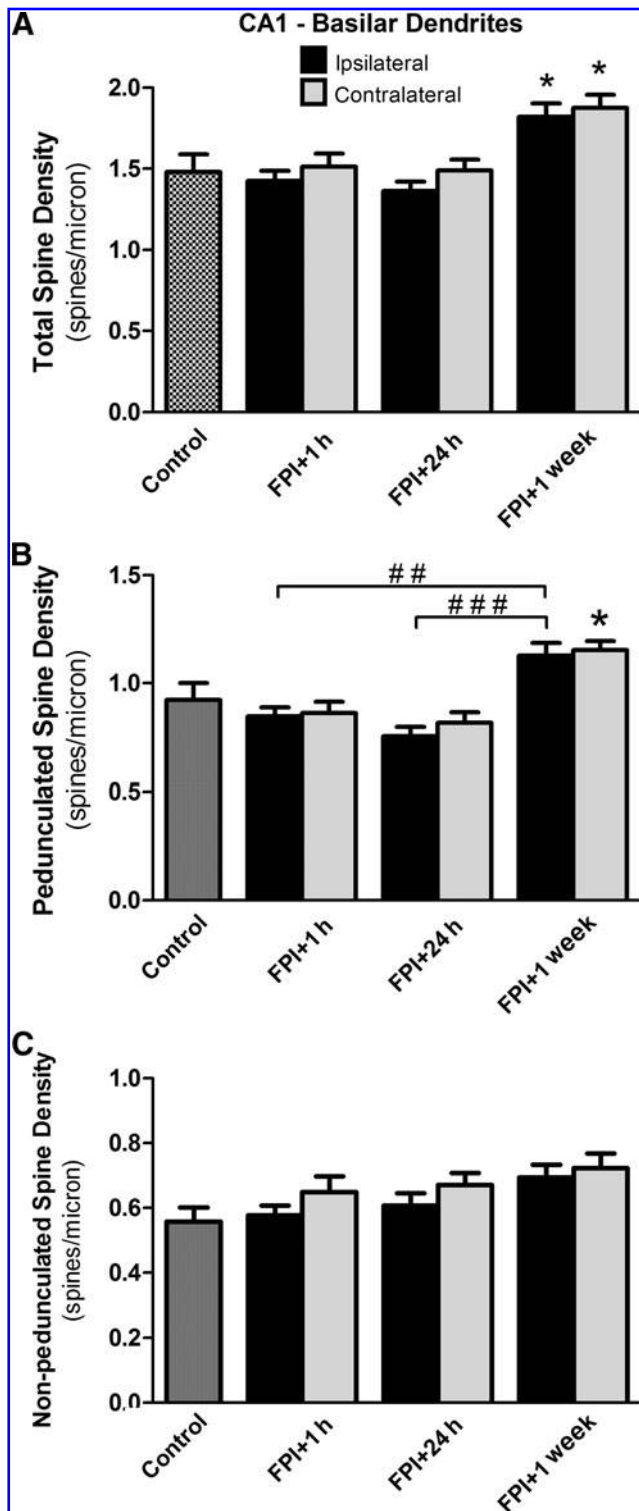 A
CA1 - Basilar Dendrites
Ipsilateral
Contralateral
* *
Total Spine Density
(spines/micron)
2.0
1.5
1.0
0.5
0.0
Control
FPI+1 h
FPI+24 h
FPI+1 week
B
# #
# # #
*
Pedunculated Spine Density
(spines/micron)
1.5
1.0
0.5
0.0
Control
FPI+1 h
FPI+24 h
FPI+1 week
C
Non-pedunculated Spine Density
(spines/micron)
1.0
0.8
0.6
0.4
0.2
0.0
Control
FPI+1 h
FPI+24 h
FPI+1 week